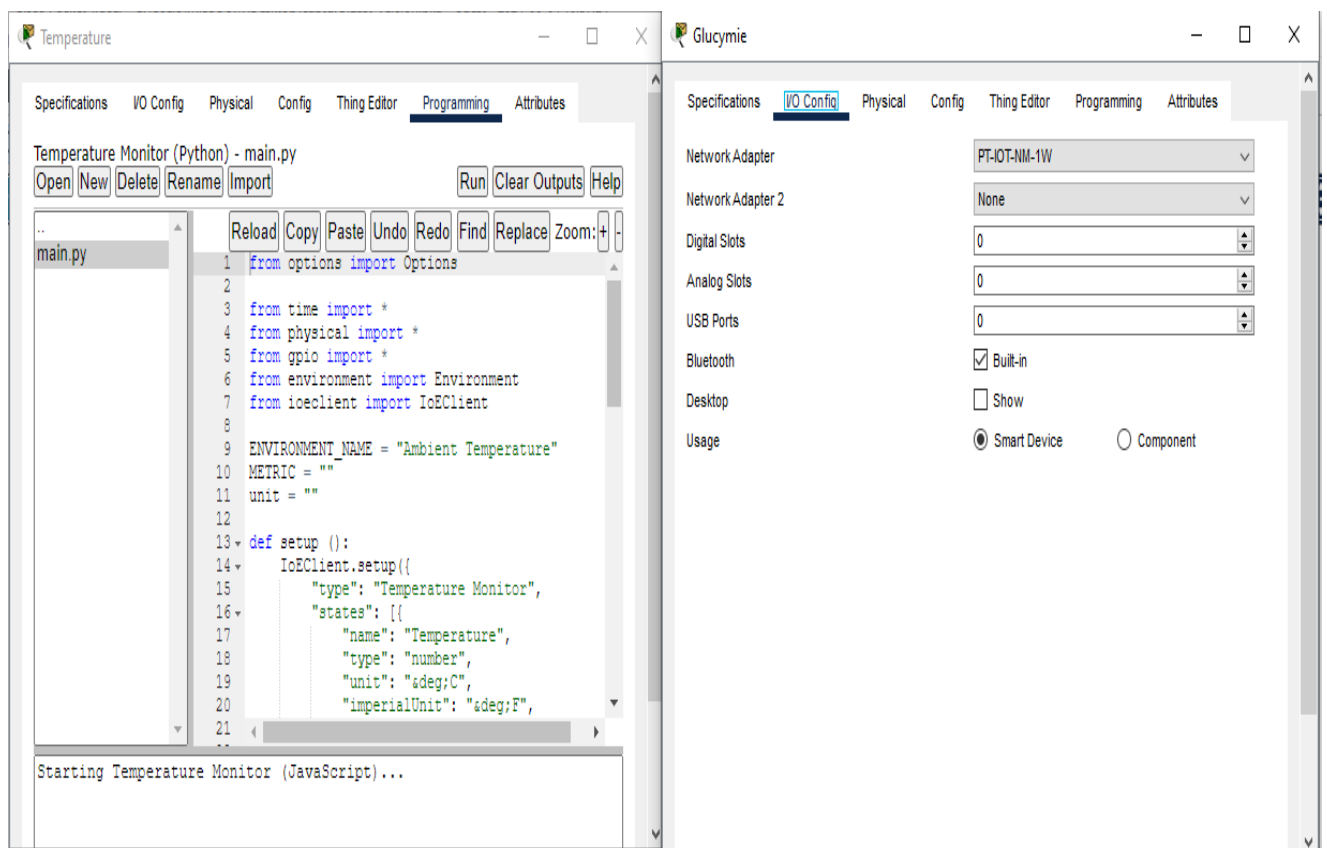 Temperature
Specifications I/O Config Physical Config Thing Editor Programming Attributes
Temperature Monitor (Python) - main.py
Open New Delete Rename Import Run Clear Outputs Help
..
main.py
Reload Copy Paste Undo Redo Find Replace Zoom: + -
1 from options import Options
2
3 from time import *
4 from physical import *
5 from gpio import *
6 from environment import Environment
7 from ioeclient import IoEClient
8
9 ENVIRONMENT_NAME = "Ambient Temperature"
10 METRIC = ""
11 unit = ""
12
13 def setup ():
14 IoEClient.setup({
15 "type": "Temperature Monitor",
16 "states": [{
17 "name": "Temperature",
18 "type": "number",
19 "unit": "&deg;C",
20 "imperialUnit": "&deg;F",
21
Starting Temperature Monitor (JavaScript)...
Glucymie
Specifications I/O Config Physical Config Thing Editor Programming Attributes
Network Adapter PT-IOT-NM-1W
Network Adapter 2 None
Digital Slots 0
Analog Slots 0
USB Ports 0
Bluetooth Built-in
Desktop Show
Usage Smart Device Component